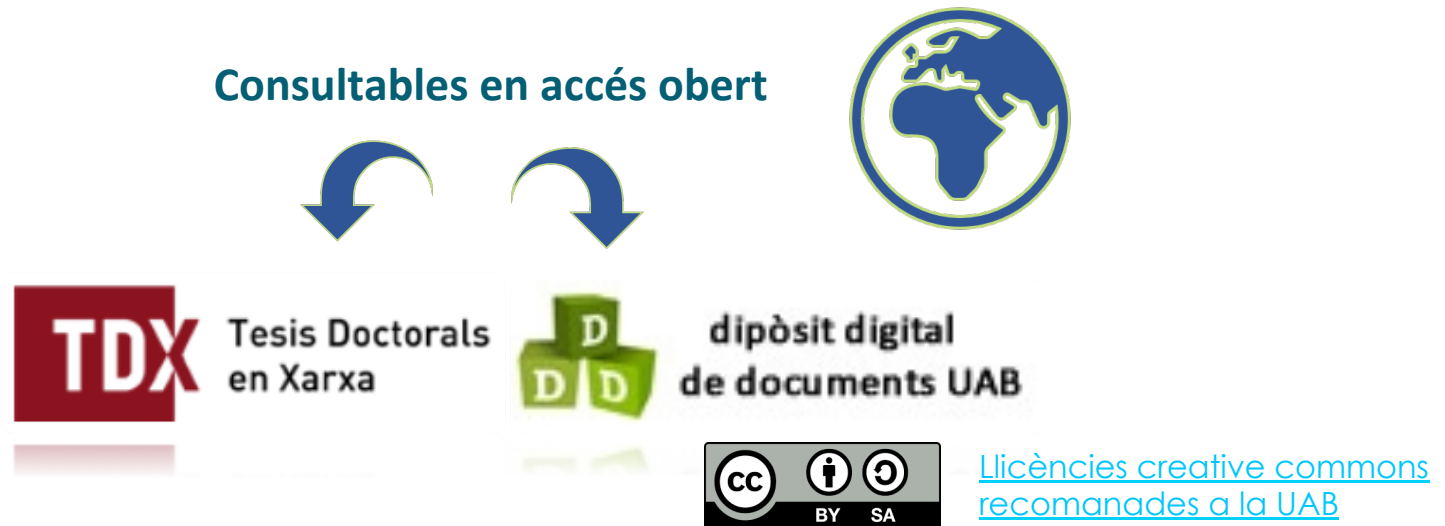 Consultables en accés obert
TDX
Tesis Doctorals
en Xarxa
D
D D
dipòsit digital
de documents UAB
cc
BY SA
Llicències creative commons
recomanades a la UAB